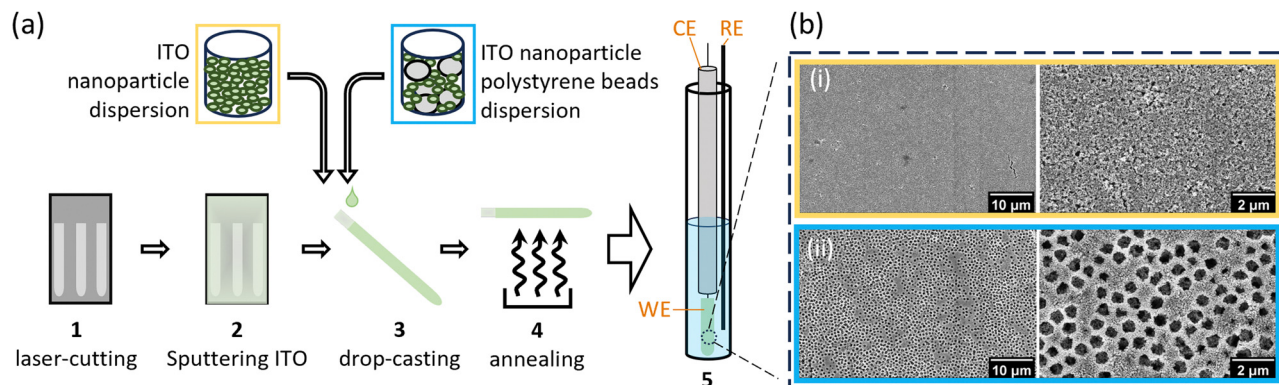 (a)
ITO
nanoparticle
dispersion
ITO nanoparticle
polystyrene beads
dispersion
CE
RE
WE
1
laser-cutting
2
Sputtering ITO
3
drop-casting
4
annealing
5
(b)
(i)
10 µm
2 µm
(ii)
10 µm
2 µm